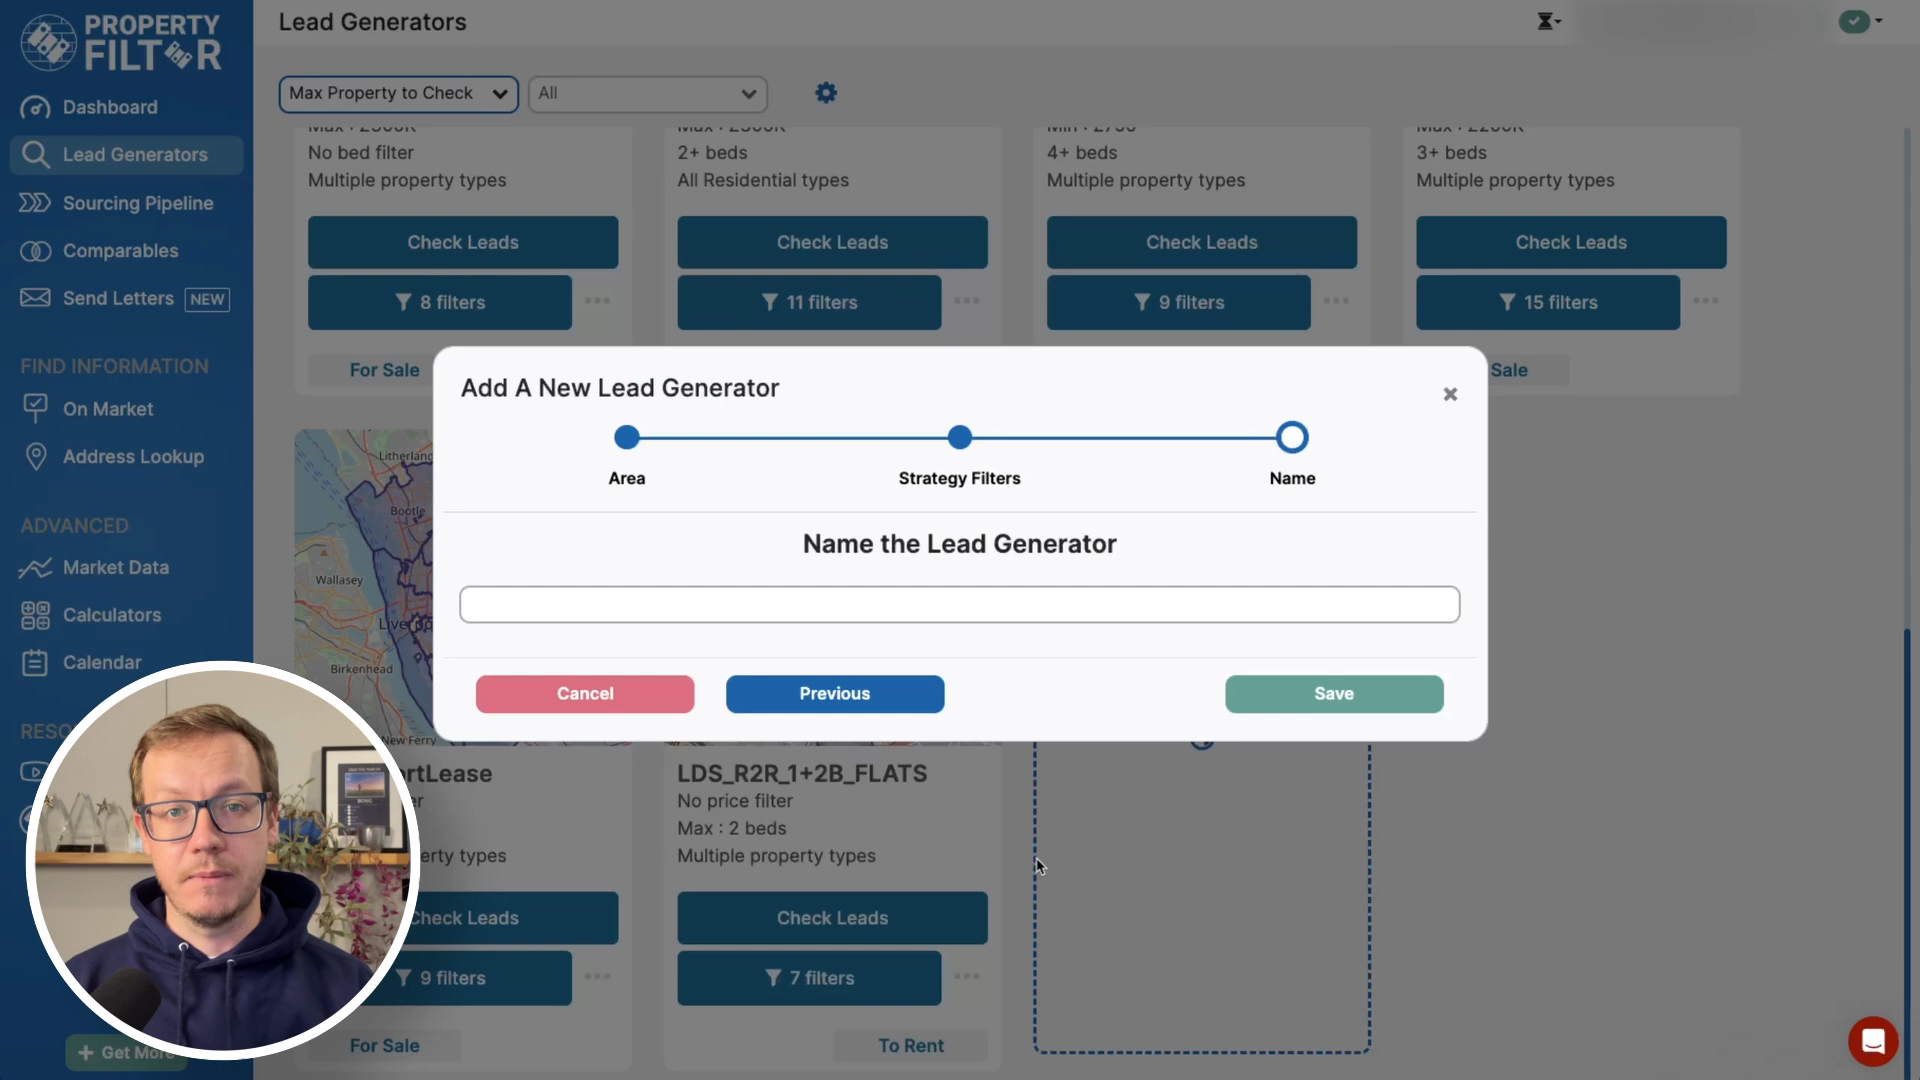 PROPERTY
FILTER
Lead Generators
Dashboard
Lead Generators
Sourcing Pipeline
Comparables
Send Letters NEW
FIND INFORMATION
On Market
Address Lookup
ADVANCED
Market Data
Calculators
Calendar
+ Get More
Max Property to Check
All
No bed filter
Multiple property types
Check Leads
8 filters
For Sale
2+ beds
All Residential types
Check Leads
11 filters
4+ beds
Multiple property types
Check Leads
9 filters
3+ beds
Multiple property types
Check Leads
15 filters
Sale
Add A New Lead Generator
Area
Strategy Filters
Name
Name the Lead Generator
Cancel
Previous
Save
Litherland
Bootle
Wallasey
Birkenhead
New Ferry
rtLease
erty types
Check Leads
9 filters
For Sale
LDS_R2R_1+2B_FLATS
No price filter
Max : 2 beds
Multiple property types
Check Leads
7 filters
To Rent